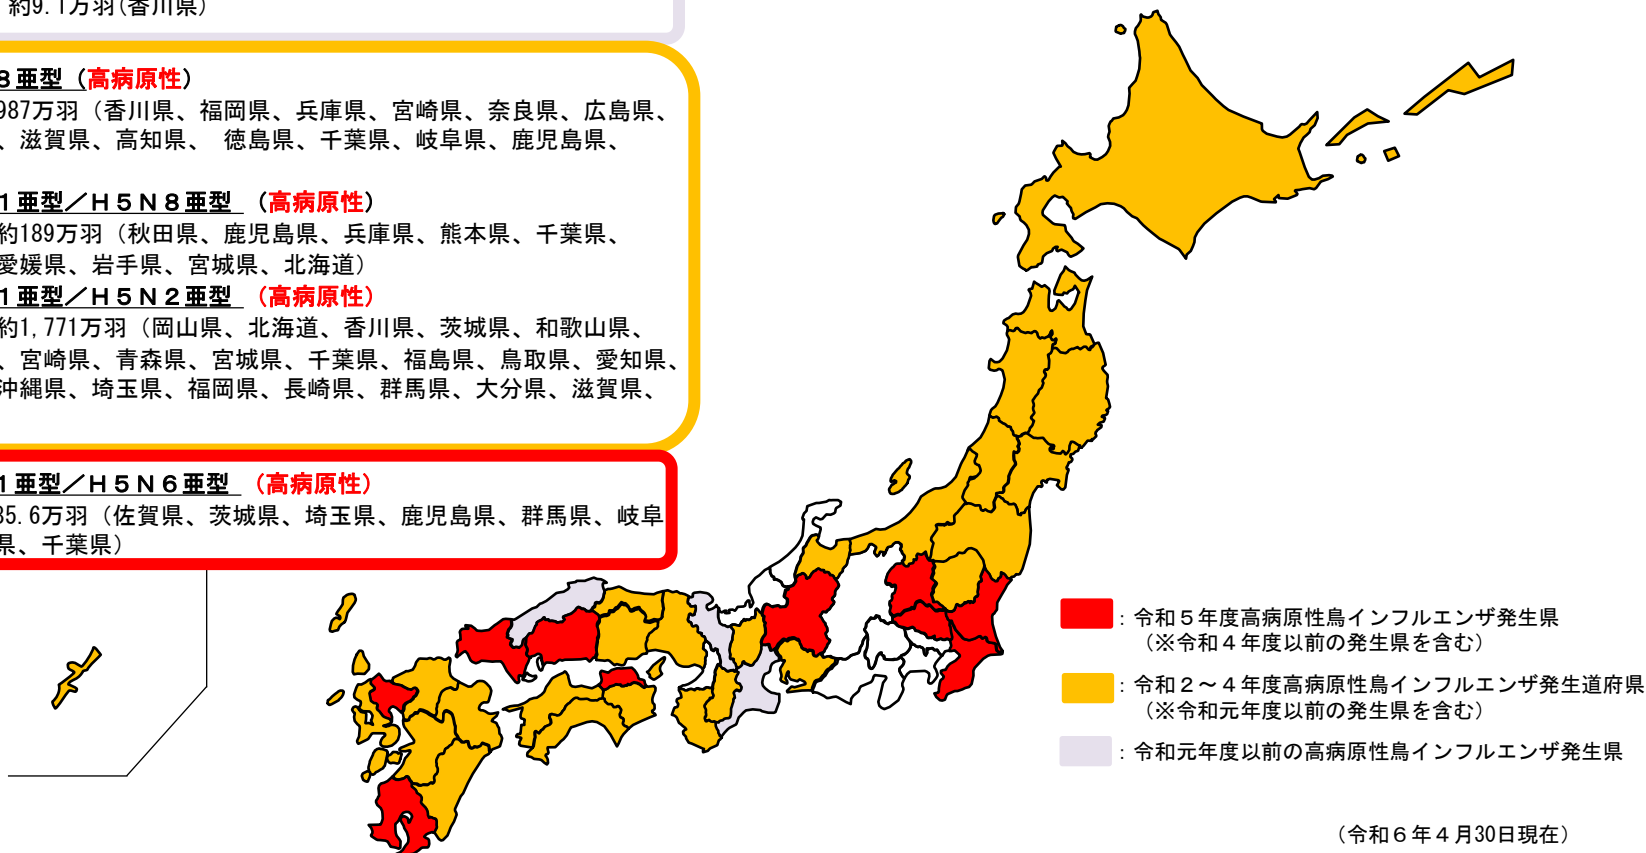 約9.1万羽(香川県)
8亜型（高病原性）
987万羽（香川県、福岡県、兵庫県、宮崎県、奈良県、広島県、
、滋賀県、高知県、 徳島県、千葉県、岐阜県、鹿児島県、
1亜型／Ｈ５Ｎ８亜型 （高病原性）
約189万羽（秋田県、鹿児島県、兵庫県、熊本県、千葉県、
愛媛県、岩手県、宮城県、北海道）
1亜型／Ｈ５Ｎ２亜型 （高病原性）
約1,771万羽（岡山県、北海道、香川県、茨城県、和歌山県、
、宮崎県、青森県、宮城県、千葉県、福島県、鳥取県、愛知県、
沖縄県、埼玉県、福岡県、長崎県、群馬県、大分県、滋賀県、
1亜型／Ｈ５Ｎ６亜型 （高病原性）
85.6万羽（佐賀県、茨城県、埼玉県、鹿児島県、群馬県、岐阜
県、千葉県）
：令和５年度高病原性鳥インフルエンザ発生県
（※令和４年度以前の発生県を含む）
：令和２～４年度高病原性鳥インフルエンザ発生道府県
（※令和元年度以前の発生県を含む）
：令和元年度以前の高病原性鳥インフルエンザ発生県
（令和６年４月30日現在）